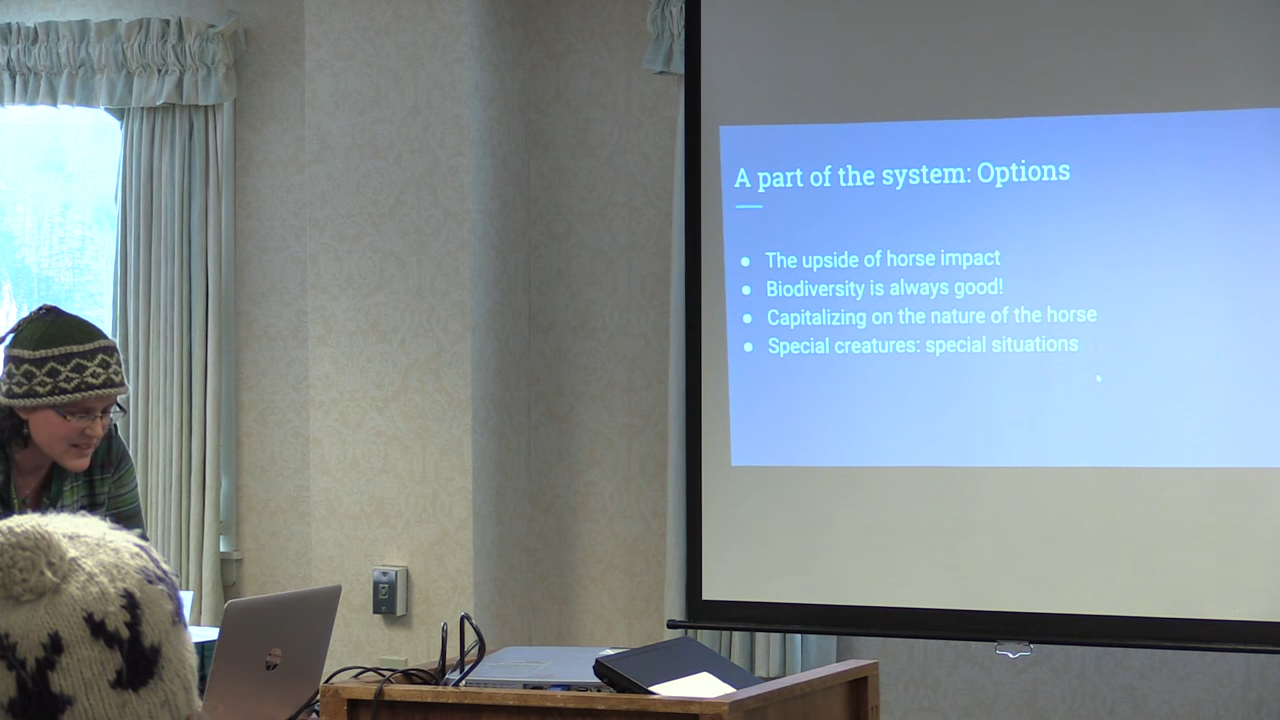 A part of the system: Options
The upside of horse impact
Biodiversity is always good!
Capitalizing on the nature of the horse
Special creatures: special situations